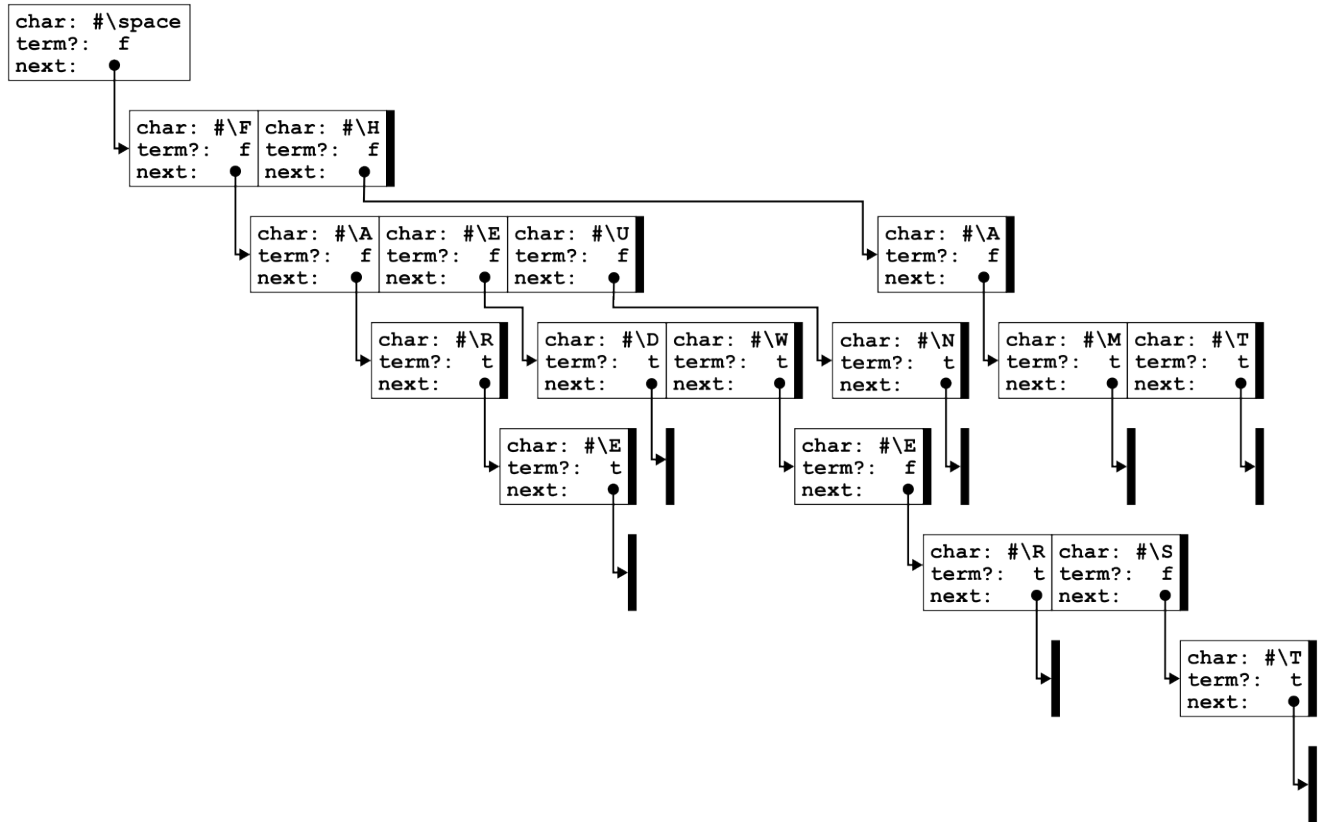 char: #\space
term?: f
next:
char: #\F char: #\H
term?: f term?: f
next: next:
char: #\A char: #\E char: #\U char: #\A
term?: f term?: f term?: f term?: f
next: next: next: next:
char: #\R char: #\D char: #\W char: #\N char: #\M char: #\T
term?: t term?: t term?: t term?: t term?: t term?: t
next: next: next: next: next: next:
char: #\E char: #\E
term?: t term?: f
next: next:
char: #\R char: #\S
term?: t term?: f
next: next:
char: #\T
term?: t
next: